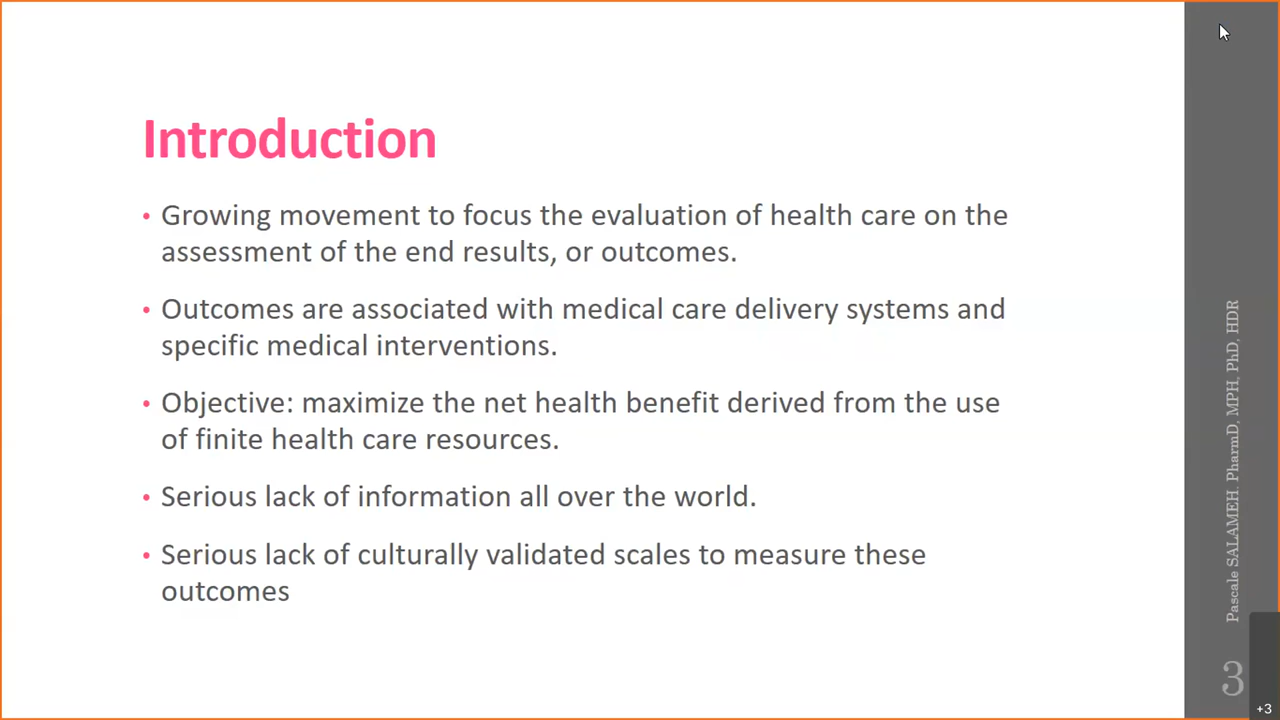 Introduction
• Growing movement to focus the evaluation of health care on the
assessment of the end results, or outcomes.
• Outcomes are associated with medical care delivery systems and
specific medical interventions.
• Objective: maximize the net health benefit derived from the use
of finite health care resources.
• Serious lack of information all over the world.
• Serious lack of culturally validated scales to measure these
outcomes
Pascale SALAMEH. PharmD, MPH, PhD, HDR
3
+3